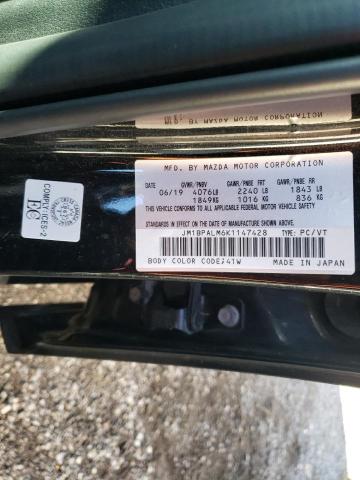 MFD. BY MAZDA MOTOR CORPORATION
GVWR/PNBV GAWR/PNBE FRT GAWR/PNBE RR
06/19 4076LB 2240 LB 1843 LB
1849KG 1016 KG 836 KG
THIS VEHICLE CONFORMS TO ALL APPLICABLE FEDERAL MOTOR VEHICLE SAFETY
STANDARDS IN EFFECT ON THE DATE OF MANUFACTURE SHOWN ABOVE.
JM1BPALM6K1147428 TYPE: PC/VT
BODY COLOR CODE/41W MADE IN JAPAN
COMPLY:ICES-2
EC